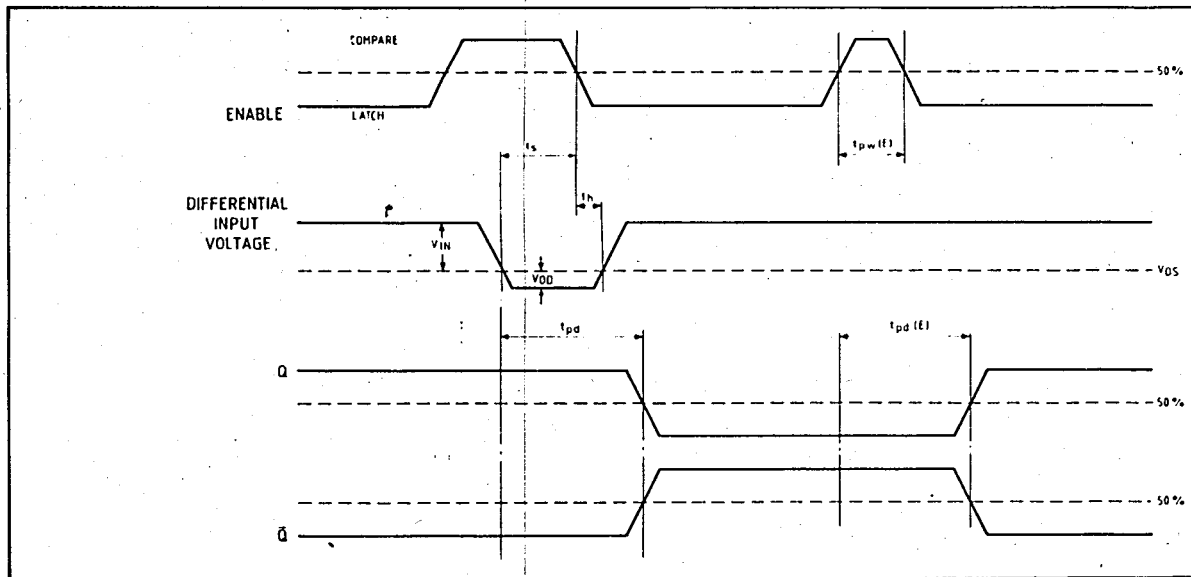 COMPARE
50%
ENABLE
LATCH
ts
tpw(E)
th
DIFFERENTIAL
INPUT
VOLTAGE
VIN
VOD
VOS
tpd
tpd(E)
Q
50%
50%
Q̄